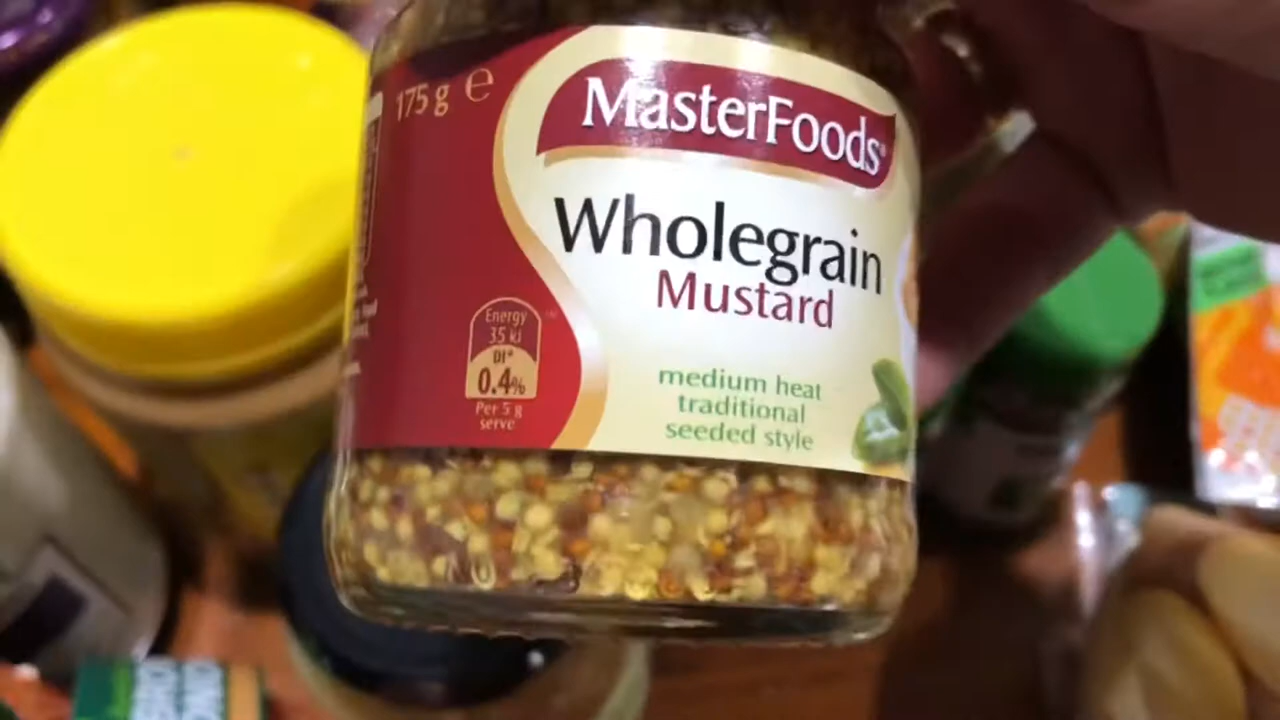 175 g e
MasterFoods®
Wholegrain
Mustard
Energy
35 kJ
DI*
0.4%
Per 5 g
serve
medium heat
traditional
seeded style